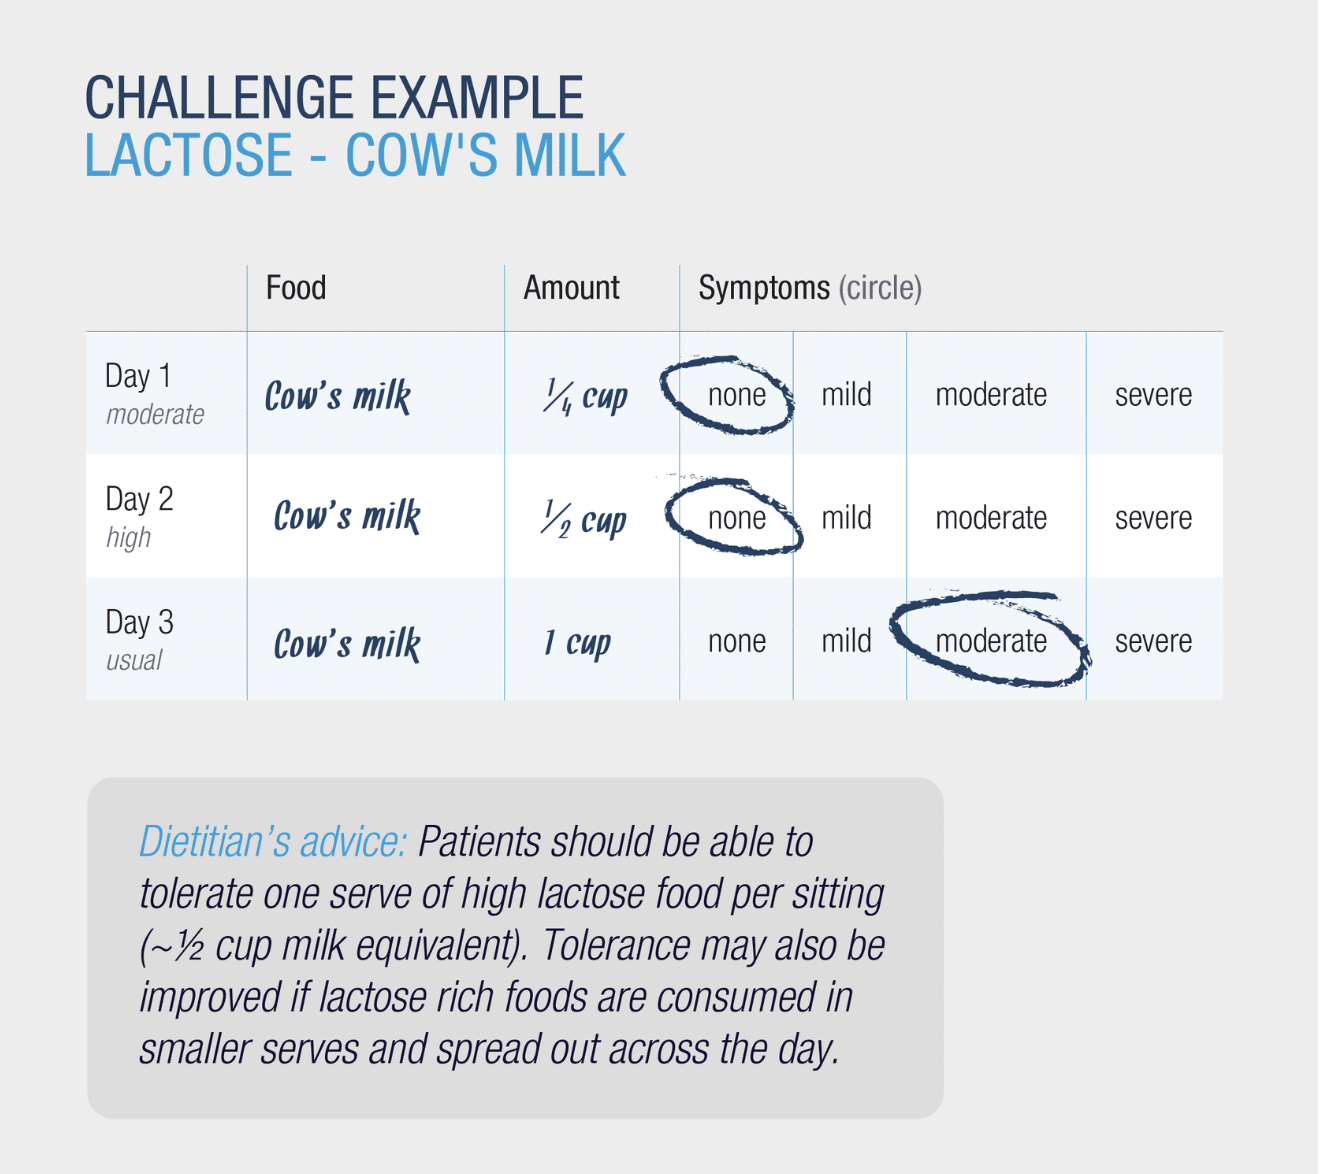 CHALLENGE EXAMPLE
LACTOSE - COW'S MILK
Food Amount Symptoms (circle)
Day 1
moderate
Cow's milk ¼ cup none mild moderate severe
Day 2
high
Cow's milk ½ cup none mild moderate severe
Day 3
usual
Cow's milk 1 cup none mild moderate severe
Dietitian's advice: Patients should be able to
tolerate one serve of high lactose food per sitting
(~½ cup milk equivalent). Tolerance may also be
improved if lactose rich foods are consumed in
smaller serves and spread out across the day.